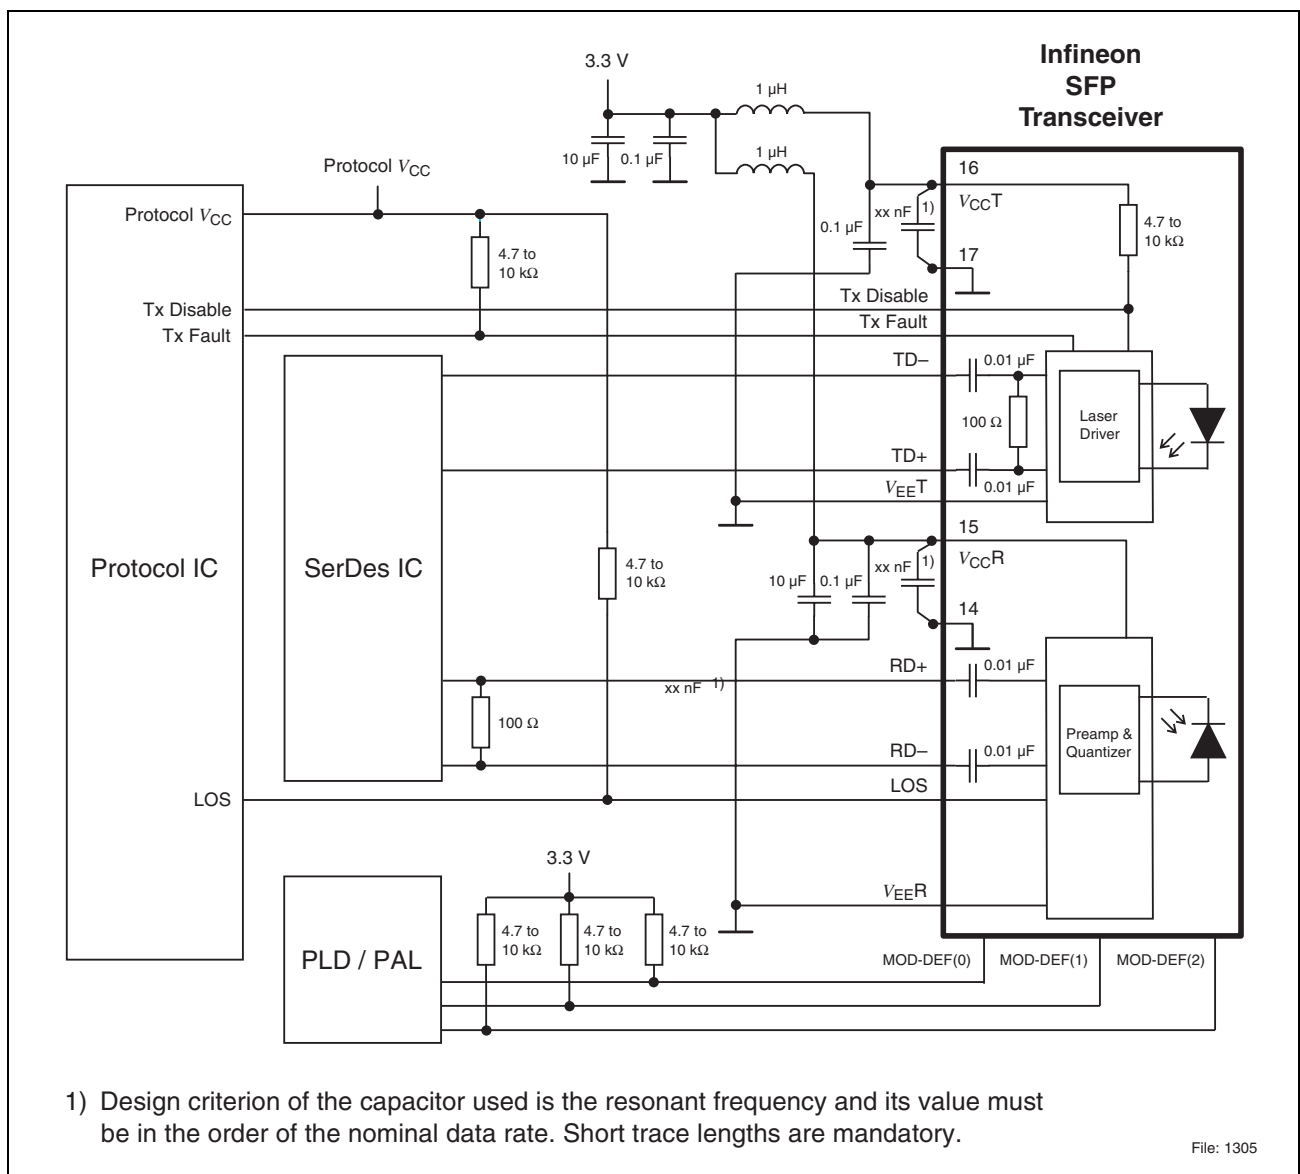 Infineon
SFP
Transceiver
3.3 V
1 µH
10 µF
0.1 µF
1 µH
Protocol VCC
16
VCCT
Protocol VCC
xx nF 1)
0.1 µF
4.7 to
10 kΩ
4.7 to
10 kΩ
17
Tx Disable
Tx Disable
Tx Fault
Tx Fault
TD–
0.01 µF
100 Ω
Laser
Driver
TD+
0.01 µF
VEET
15
VCCR
Protocol IC
SerDes IC
4.7 to
10 kΩ
10 µF
0.1 µF
xx nF 1)
14
RD+
0.01 µF
xx nF 1)
100 Ω
Preamp &
Quantizer
RD–
0.01 µF
LOS
LOS
3.3 V
VEER
4.7 to
10 kΩ
4.7 to
10 kΩ
4.7 to
10 kΩ
PLD / PAL
MOD-DEF(0)
MOD-DEF(1)
MOD-DEF(2)
1) Design criterion of the capacitor used is the resonant frequency and its value must
be in the order of the nominal data rate. Short trace lengths are mandatory.
File: 1305